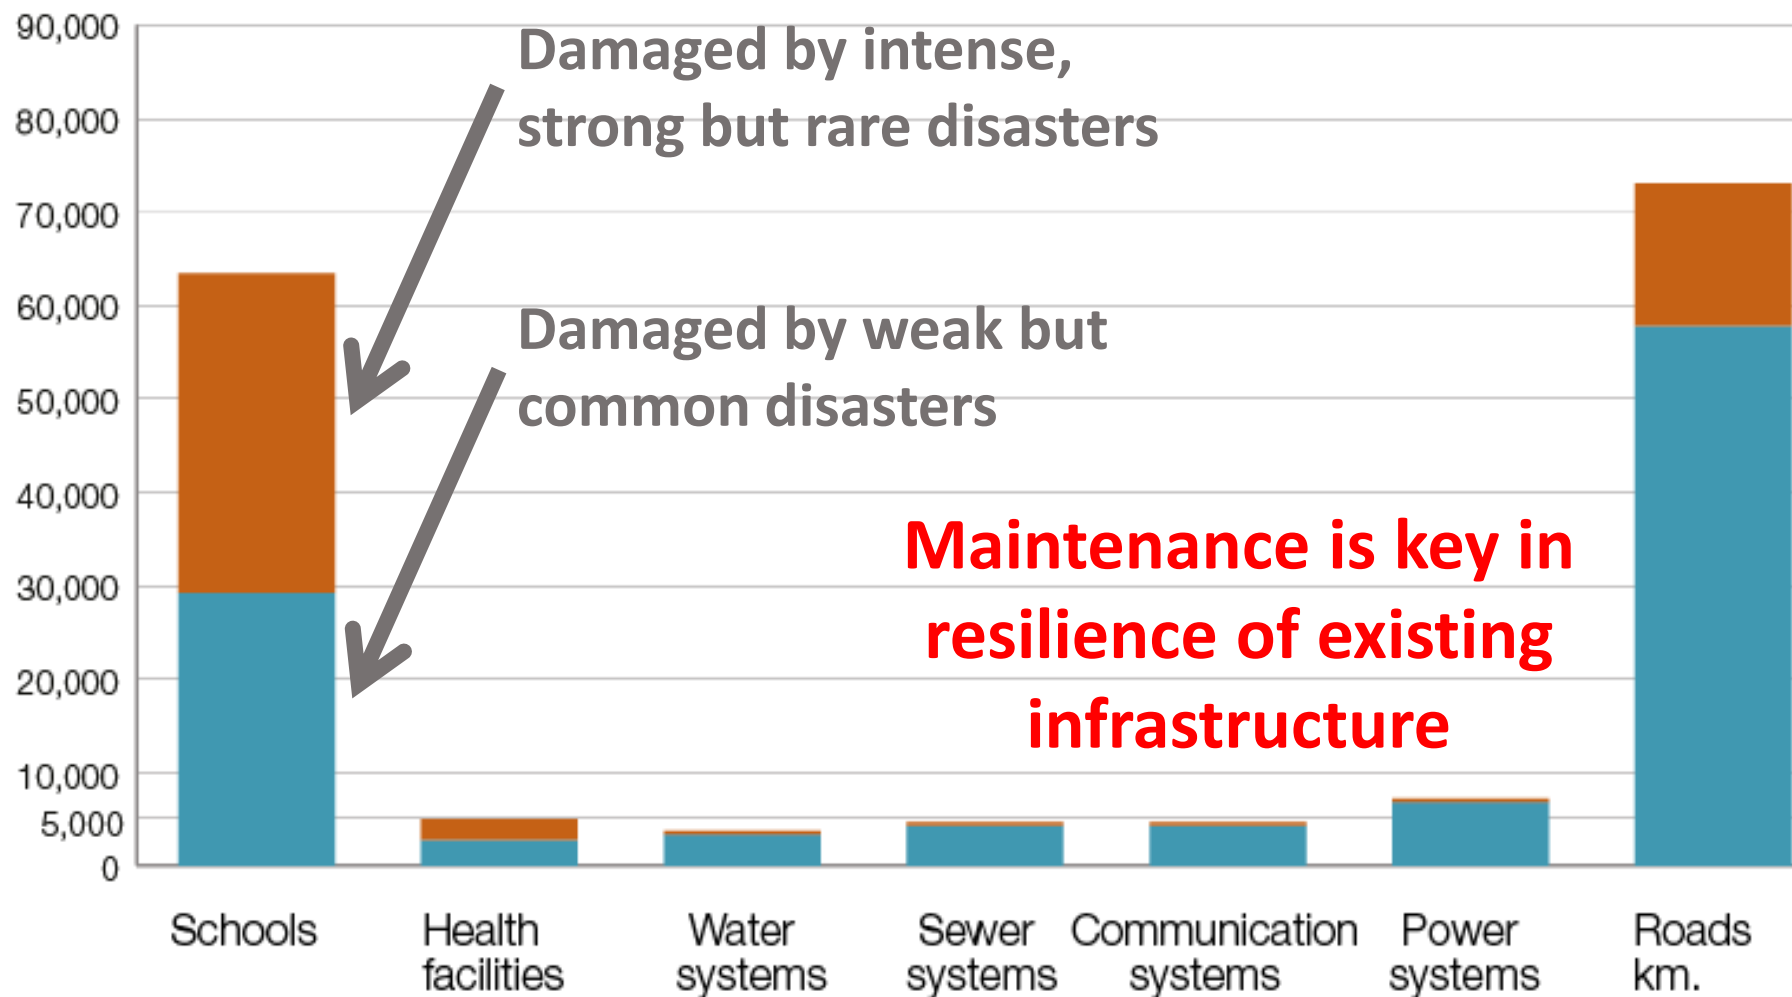 90,000
80,000
70,000
60,000
50,000
40,000
30,000
20,000
10,000
5,000
0
Damaged by intense,
strong but rare disasters
Damaged by weak but
common disasters
Maintenance is key in
resilience of existing
infrastructure
Schools
Health
facilities
Water
systems
Sewer
systems
Communication
systems
Power
systems
Roads
km.